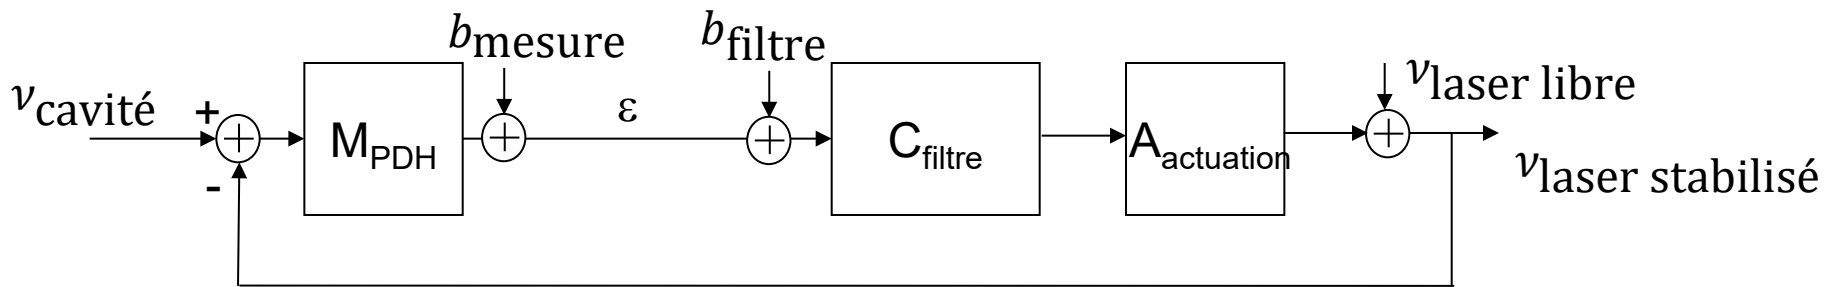 b_mesure
b_filtre
ν_cavité
+
ε
ν_laser libre
M_PDH
C_filtre
A_actuation
-
ν_laser stabilisé